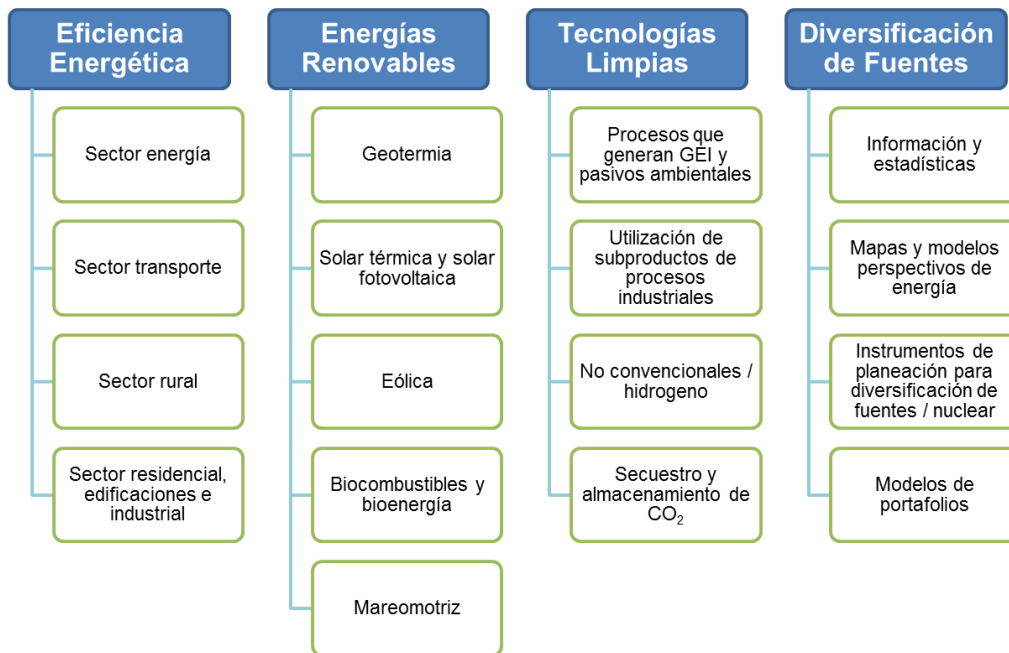 Eficiencia
Energética
Sector energía
Sector transporte
Sector rural
Sector residencial,
edificaciones e
industrial
Energías
Renovables
Geotermia
Solar térmica y solar
fotovoltaica
Eólica
Biocombustibles y
bioenergía
Mareomotriz
Tecnologías
Limpias
Procesos que
generan GEI y
pasivos ambientales
Utilización de
subproductos de
procesos
industriales
No convencionales /
hidrogeno
Secuestro y
almacenamiento de
CO₂
Diversificación
de Fuentes
Información y
estadísticas
Mapas y modelos
perspectivos de
energía
Instrumentos de
planeación para
diversificación de
fuentes / nuclear
Modelos de
portafolios